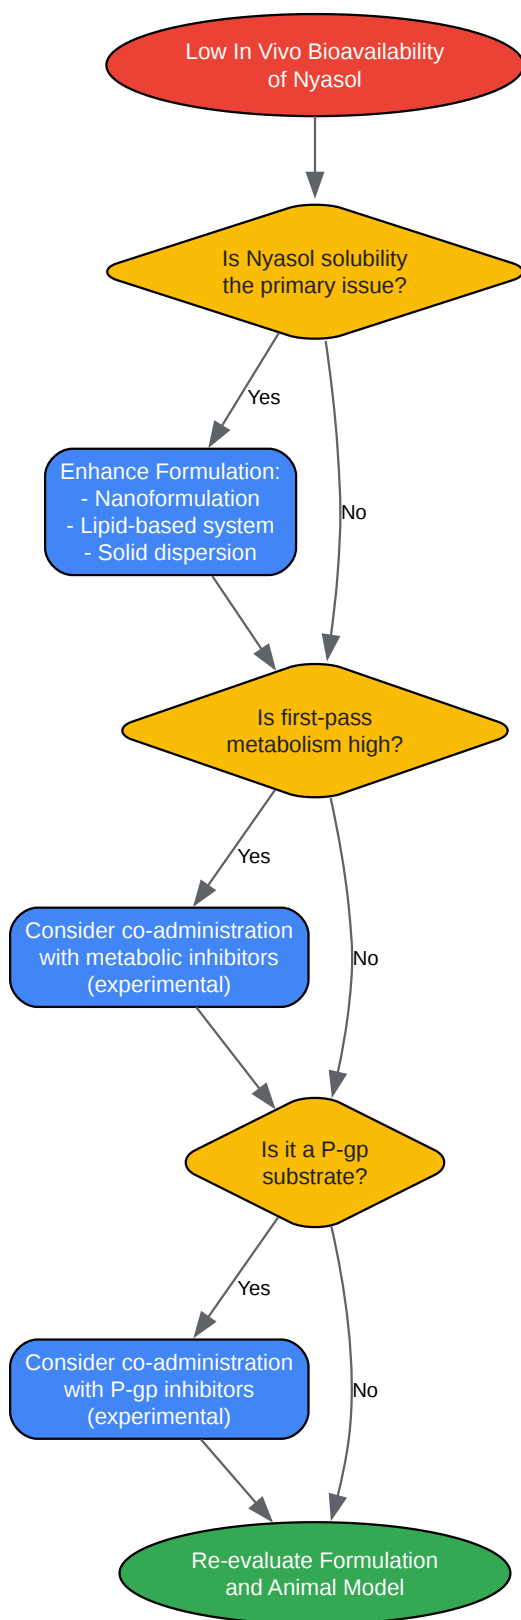 Low In Vivo Bioavailability
of Nyasol
Is Nyasol solubility
the primary issue?
Yes
Enhance Formulation:
- Nanoformulation
- Lipid-based system
- Solid dispersion
No
Is first-pass
metabolism high?
Yes
Consider co-administration
with metabolic inhibitors
(experimental)
No
Is it a P-gp
substrate?
Yes
Consider co-administration
with P-gp inhibitors
(experimental)
No
Re-evaluate Formulation
and Animal Model